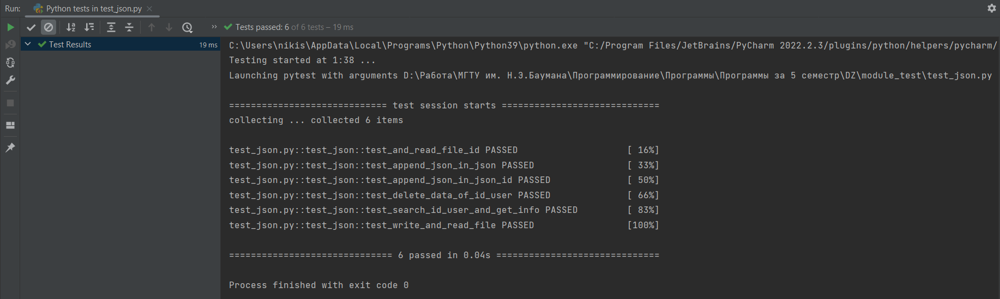 Run: Python tests in test_json.py
Tests passed: 6 of 6 tests – 19 ms
Test Results 19 ms
C:\Users\nikis\AppData\Local\Programs\Python\Python39\python.exe "C:/Program Files/JetBrains/PyCharm 2022.2.3/plugins/python/helpers/pycharm/
Testing started at 1:38 ...
Launching pytest with arguments D:\Работа\МГТУ им. Н.Э.Баумана\Программирование\Программы\Программы за 5 семестр\DZ\module_test\test_json.py
============================= test session starts =============================
collecting ... collected 6 items
test_json.py::test_json::test_and_read_file_id PASSED [ 16%]
test_json.py::test_json::test_append_json_in_json PASSED [ 33%]
test_json.py::test_json::test_append_json_in_json_id PASSED [ 50%]
test_json.py::test_json::test_delete_data_of_id_user PASSED [ 66%]
test_json.py::test_json::test_search_id_user_and_get_info PASSED [ 83%]
test_json.py::test_json::test_write_and_read_file PASSED [100%]
============================== 6 passed in 0.04s ==============================
Process finished with exit code 0